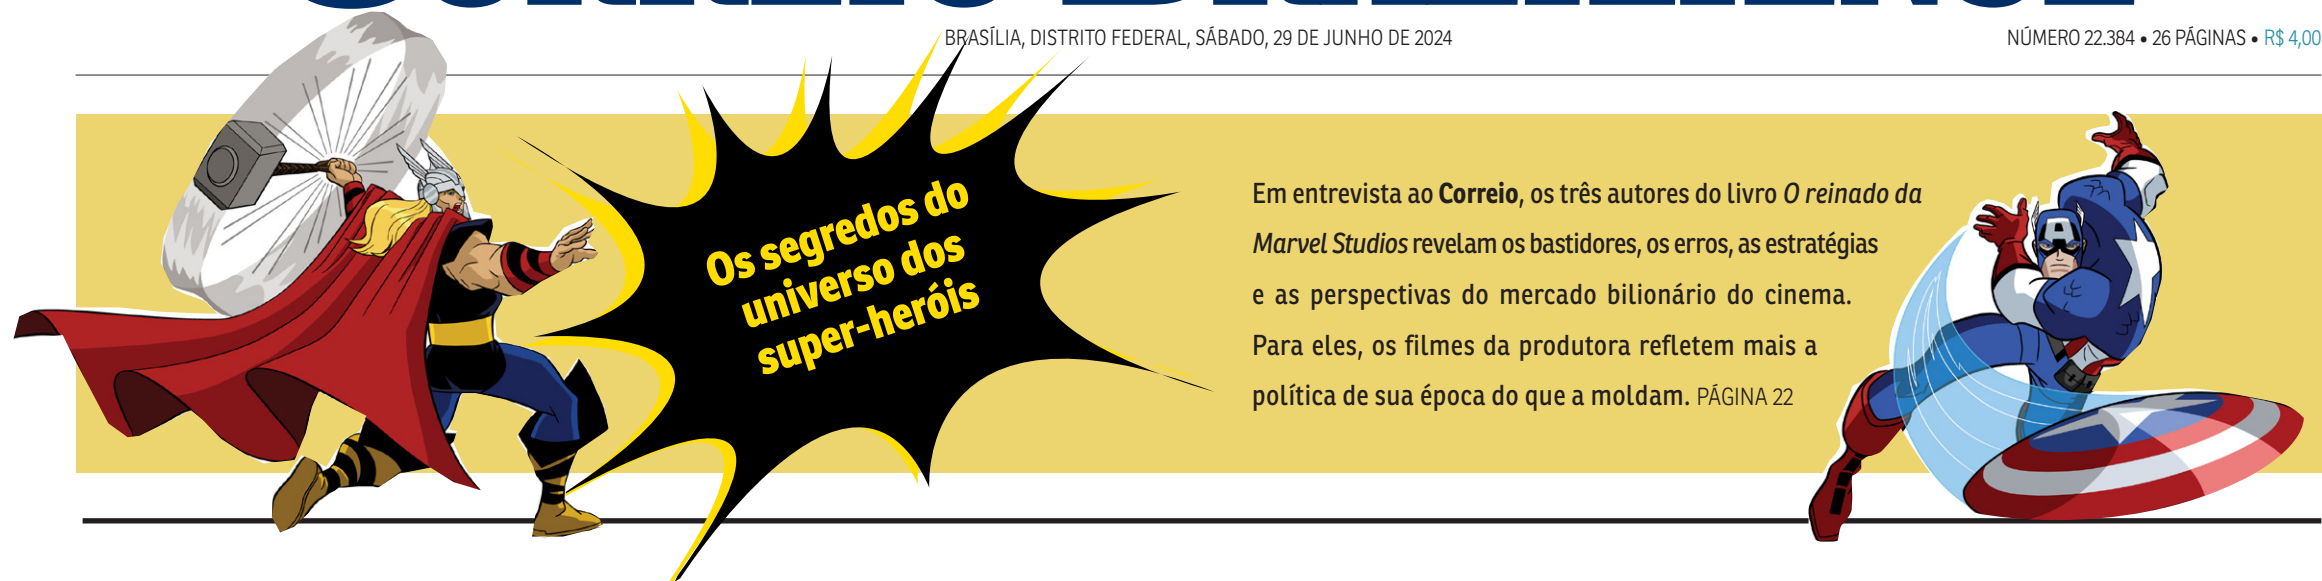 BRASÍLIA, DISTRITO FEDERAL, SÁBADO, 29 DE JUNHO DE 2024
NÚMERO 22.384 • 26 PÁGINAS • R$ 4,00
Os segredos do
universo dos
super-heróis
Em entrevista ao Correio, os três autores do livro O reinado da
Marvel Studios revelam os bastidores, os erros, as estratégias
e as perspectivas do mercado bilionário do cinema.
Para eles, os filmes da produtora refletem mais a
política de sua época do que a moldam. PÁGINA 22
A